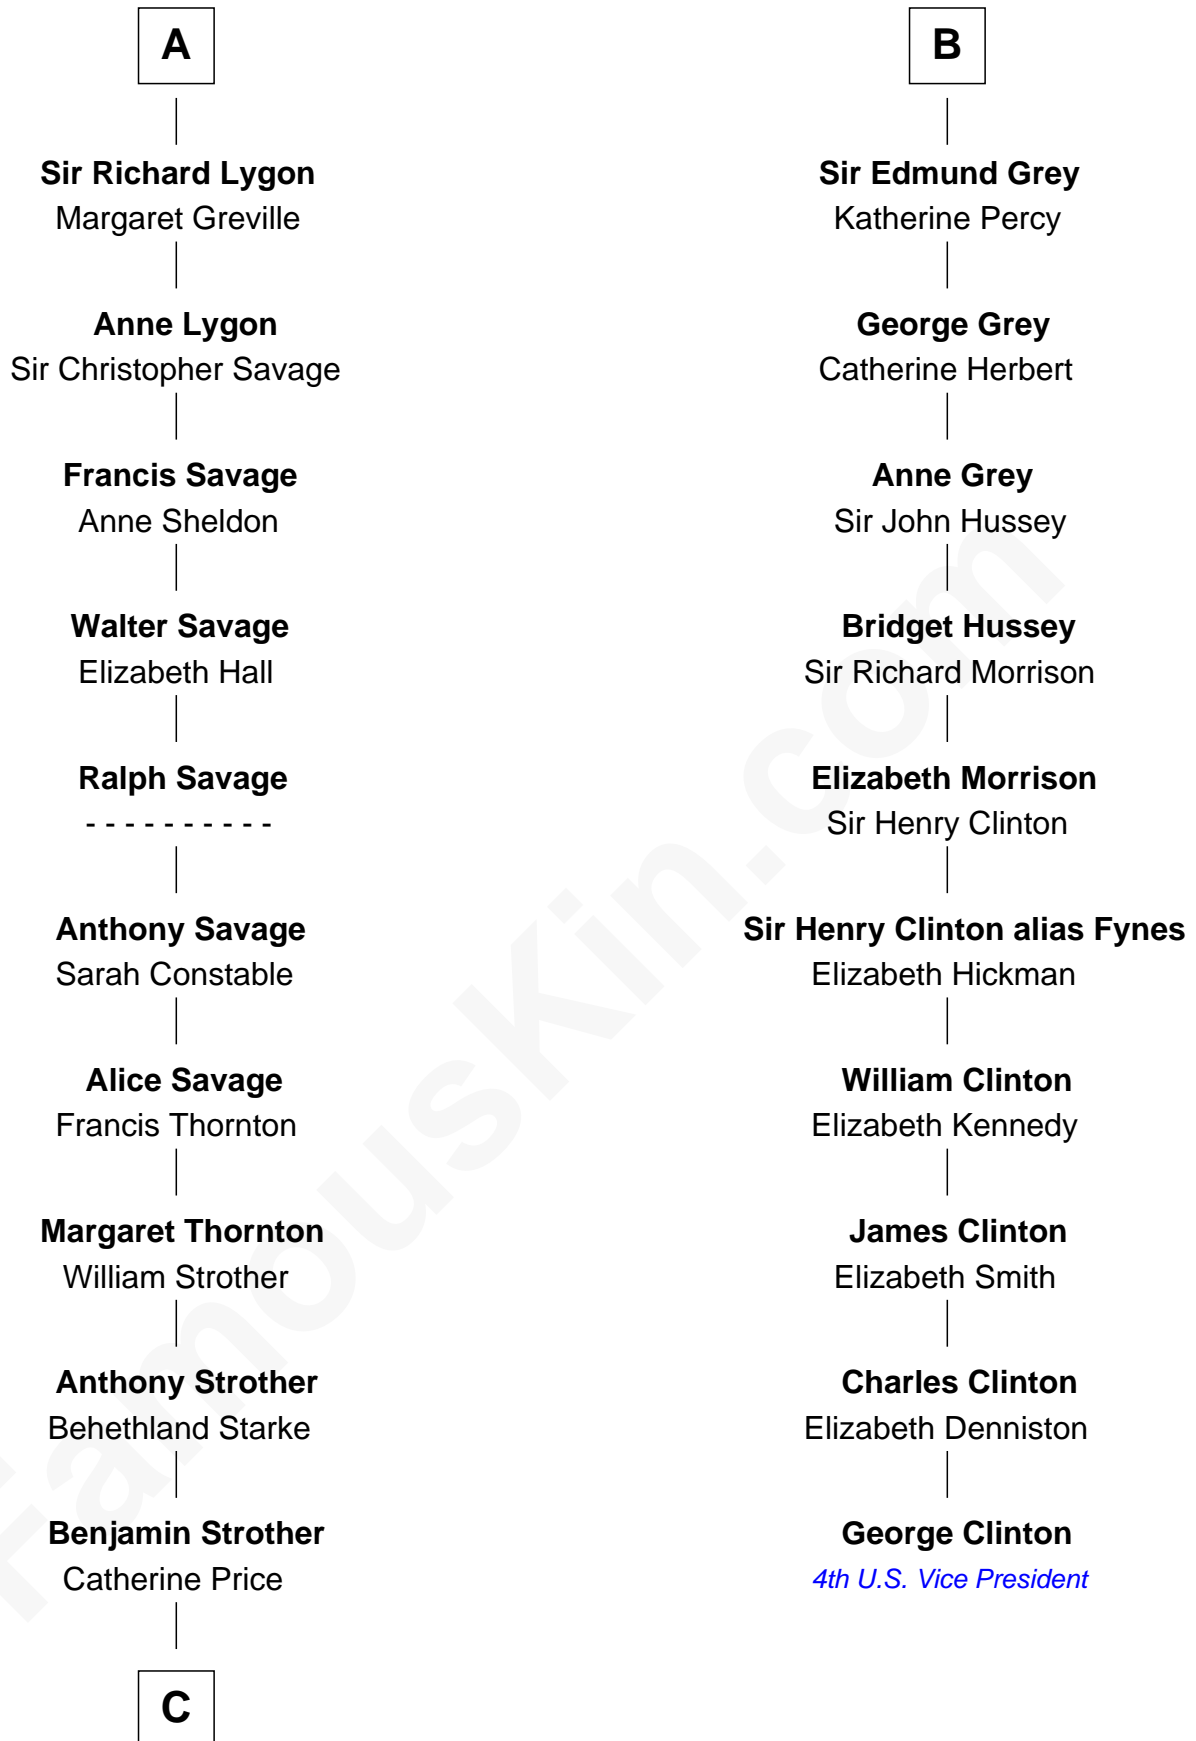 A
Sir Richard Lygon
Margaret Greville
Anne Lygon
Sir Christopher Savage
Francis Savage
Anne Sheldon
Walter Savage
Elizabeth Hall
Ralph Savage
- - - - - - - - - -
Anthony Savage
Sarah Constable
Alice Savage
Francis Thornton
Margaret Thornton
William Strother
Anthony Strother
Behethland Starke
Benjamin Strother
Catherine Price
C
B
Sir Edmund Grey
Katherine Percy
George Grey
Catherine Herbert
Anne Grey
Sir John Hussey
Bridget Hussey
Sir Richard Morrison
Elizabeth Morrison
Sir Henry Clinton
Sir Henry Clinton alias Fynes
Elizabeth Hickman
William Clinton
Elizabeth Kennedy
James Clinton
Elizabeth Smith
Charles Clinton
Elizabeth Denniston
George Clinton
4th U.S. Vice President
FamousKin.com